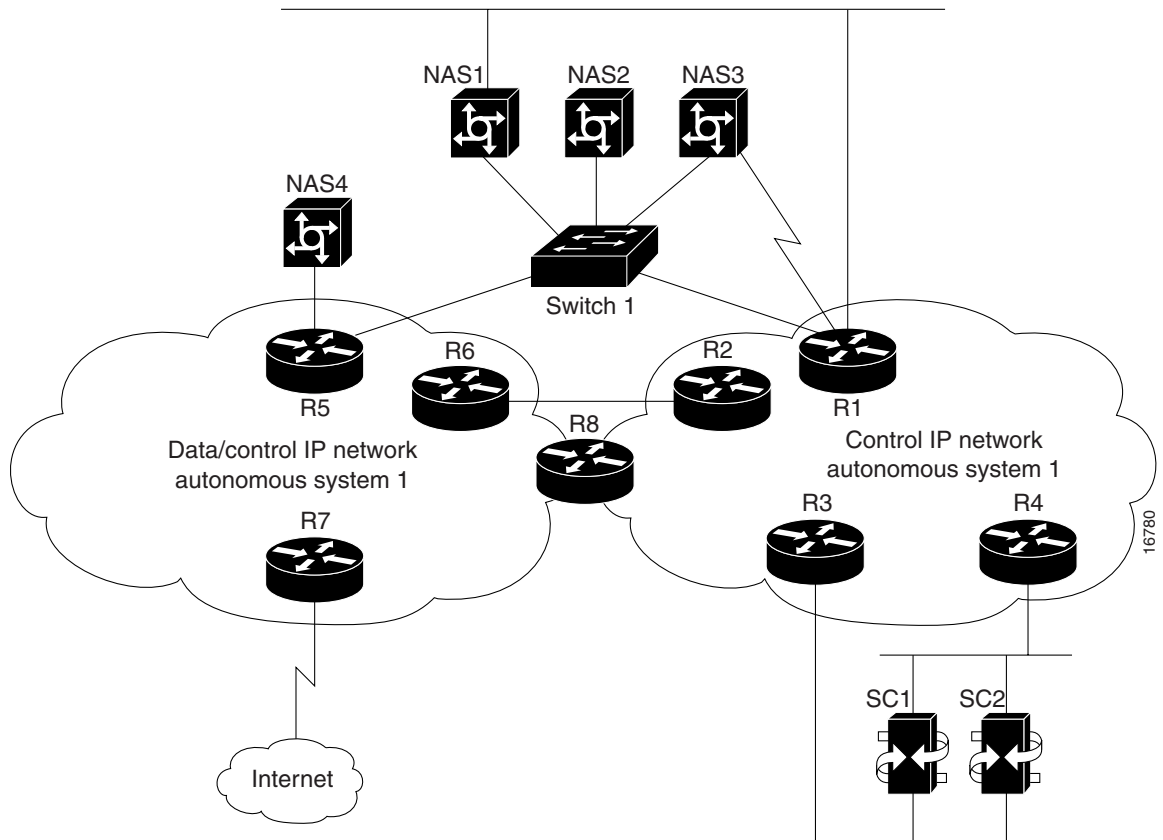 NAS1
NAS2
NAS3
NAS4
Switch 1
R6
R2
R5
R1
R8
Data/control IP network
autonomous system 1
Control IP network
autonomous system 1
R7
R3
R4
16780
SC1
SC2
Internet